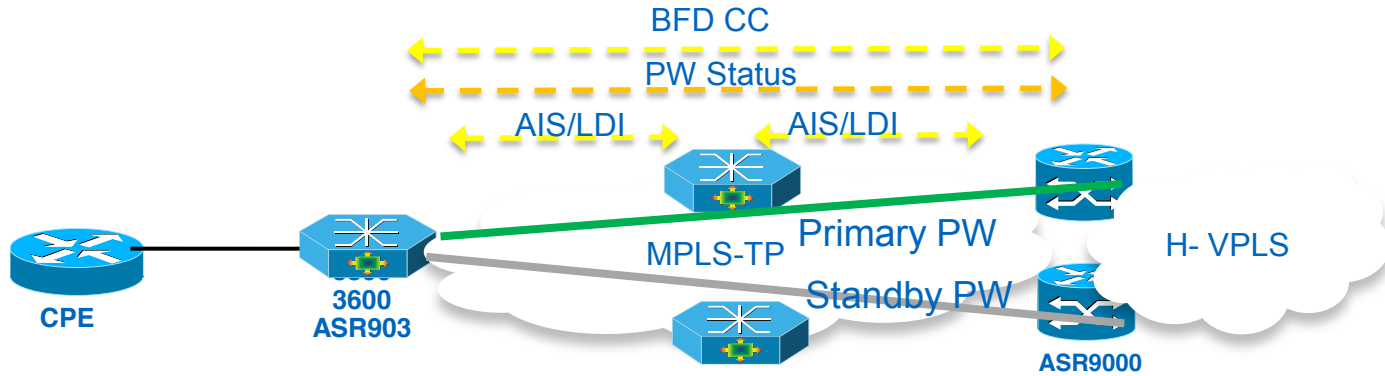 BFD CC
PW Status
AIS/LDI
AIS/LDI
Primary PW
MPLS-TP
H- VPLS
Standby PW
CPE
3600
ASR903
ASR9000